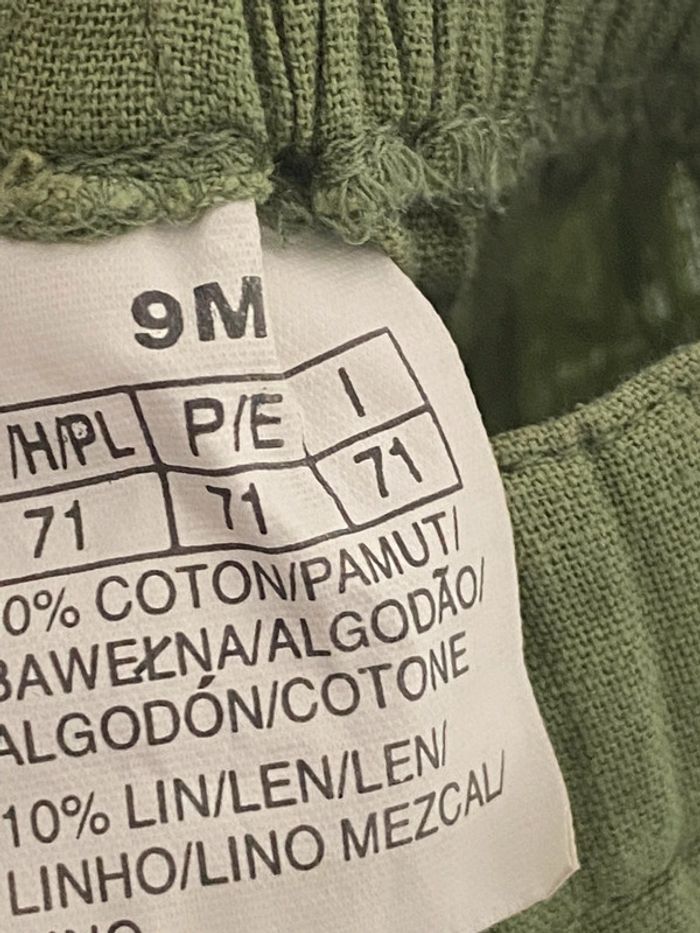 9M
/H/PL P/E I
71 71 71
0% COTON/PAMUT/
BAWEŁNA/ALGODÃO/
ALGODÓN/COTONE
10% LIN/LEN/LEN/
LINHO/LINO MEZCAL/